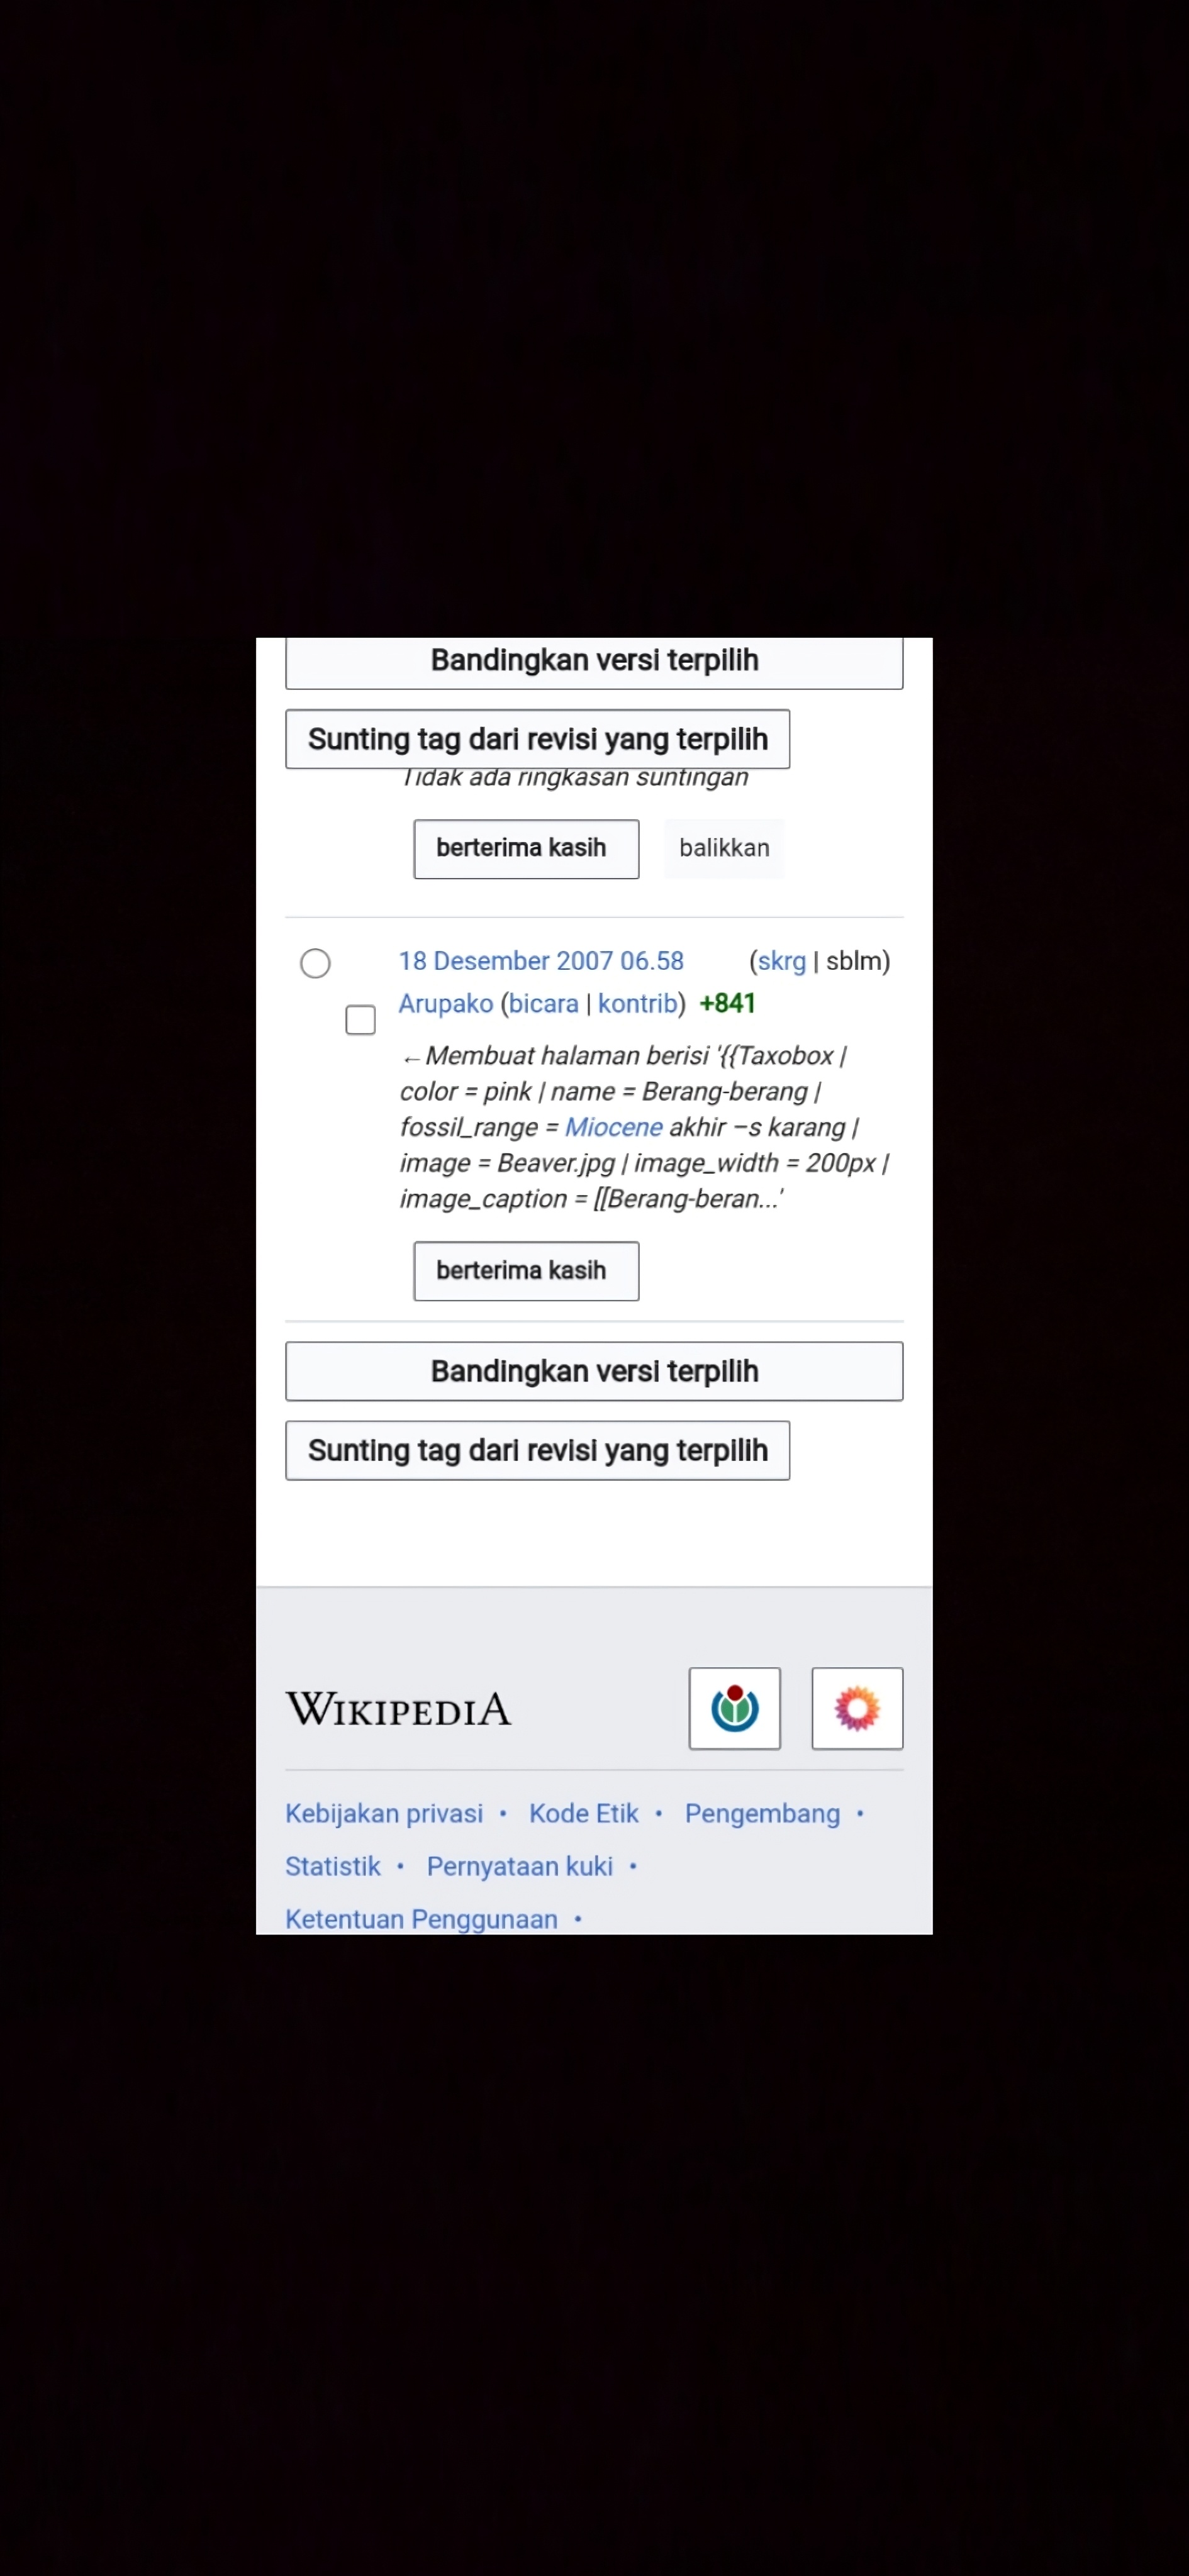 Bandingkan versi terpilih
Sunting tag dari revisi yang terpilih
Tidak ada ringkasan suntingan
berterima kasih balikkan
18 Desember 2007 06.58 (skrg | sblm)
Arupako (bicara | kontrib) +841
←Membuat halaman berisi '{{Taxobox |
color = pink | name = Berang-berang |
fossil_range = Miocene akhir –s karang |
image = Beaver.jpg | image_width = 200px |
image_caption = [[Berang-beran...'
berterima kasih
Bandingkan versi terpilih
Sunting tag dari revisi yang terpilih
WIKIPEDIA
Kebijakan privasi • Kode Etik • Pengembang •
Statistik • Pernyataan kuki •
Ketentuan Penggunaan •